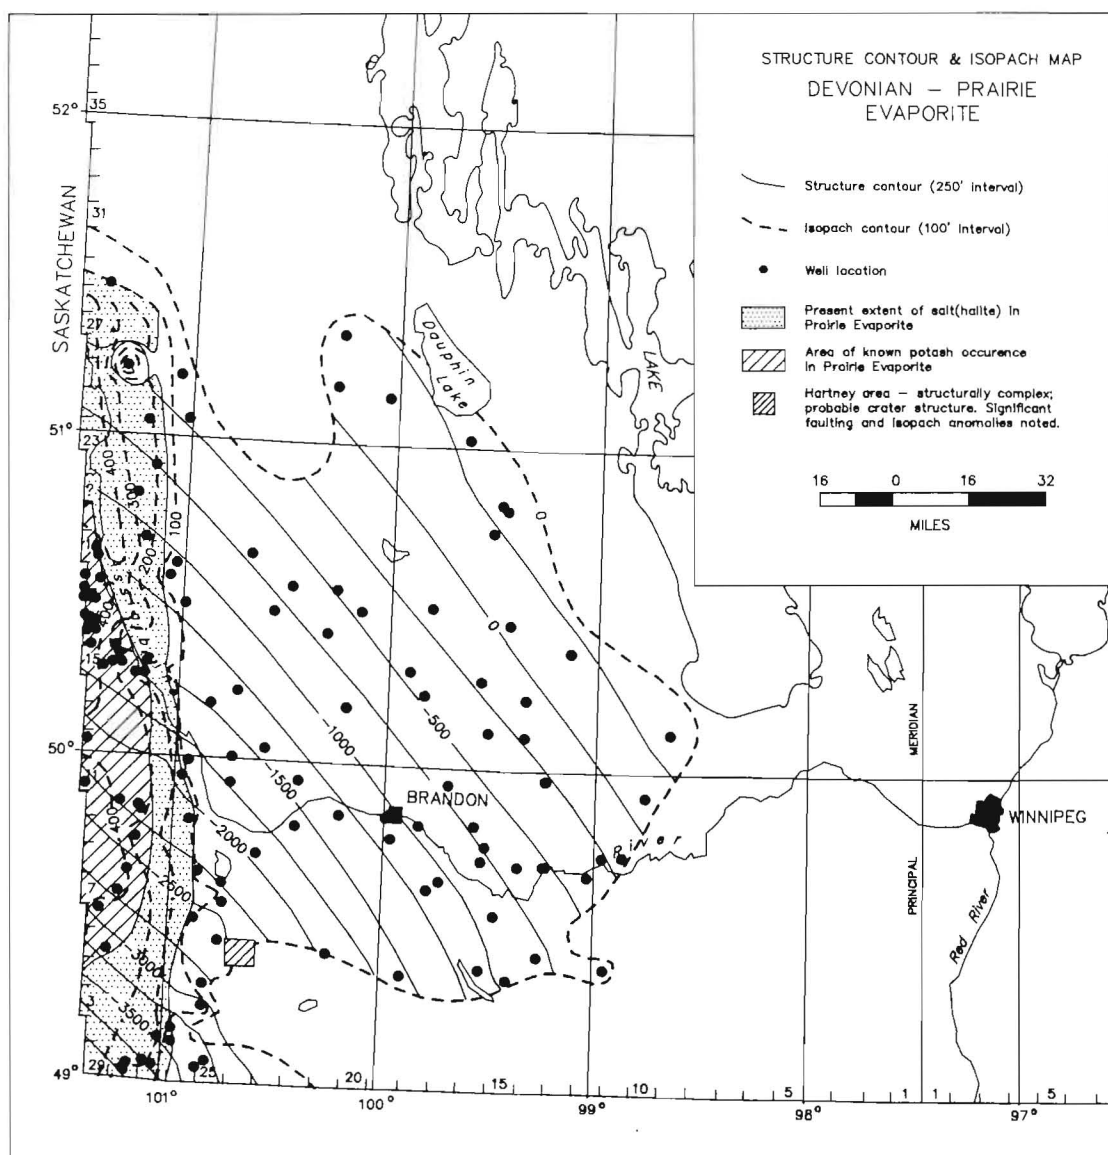 STRUCTURE CONTOUR & ISOPACH MAP
DEVONIAN – PRAIRIE
EVAPORITE
Structure contour (250' interval)
Isopach contour (100' interval)
Well location
Present extent of salt(halite) in
Prairie Evaporite
Area of known potash occurence
in Prairie Evaporite
Hartney area – structurally complex;
probable crater structure. Significant
faulting and isopach anomalies noted.
16 0 16 32
MILES
52°
35
SASKATCHEWAN
31
27
Dauphin
Lake
LAKE
51°
23
400
300
100
200
0
0
400
15
50°
-500
-1000
-1500
2000
2500
3000
-3500
400
7
3
BRANDON
River
WINNIPEG
MERIDIAN
PRINCIPAL
Red River
49°
29
25
20
15
10
5
1 1
5
101°
100°
99°
98°
97°